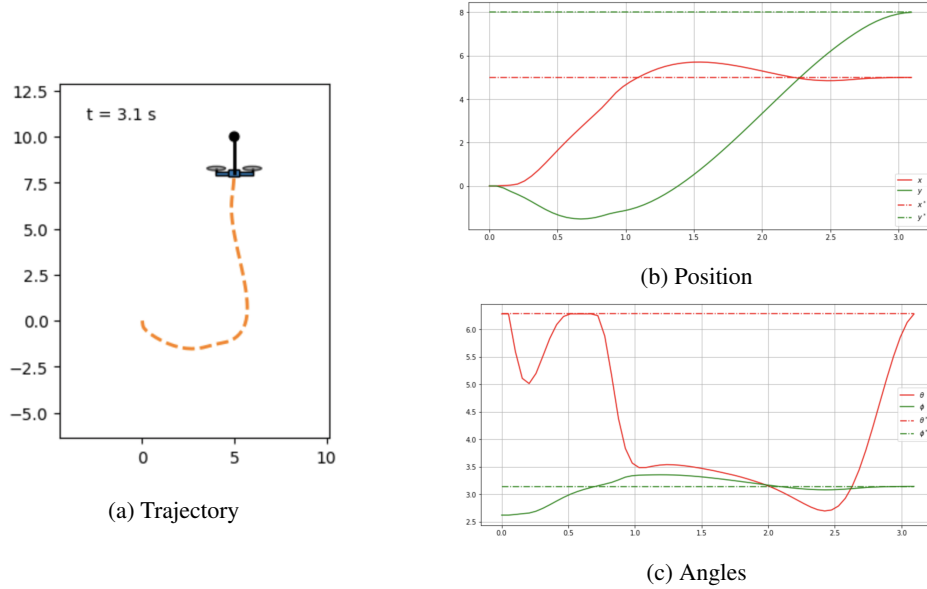 t = 3.1 s
12.5
10.0
7.5
5.0
2.5
0.0
−2.5
−5.0
0 5 10
(a) Trajectory
8
6
4
2
0
x
y
x*
y*
0.0 0.5 1.0 1.5 2.0 2.5 3.0
(b) Position
6.0
5.5
5.0
4.5
4.0
3.5
3.0
2.5
θ
ϕ
θ*
ϕ*
0.0 0.5 1.0 1.5 2.0 2.5 3.0
(c) Angles